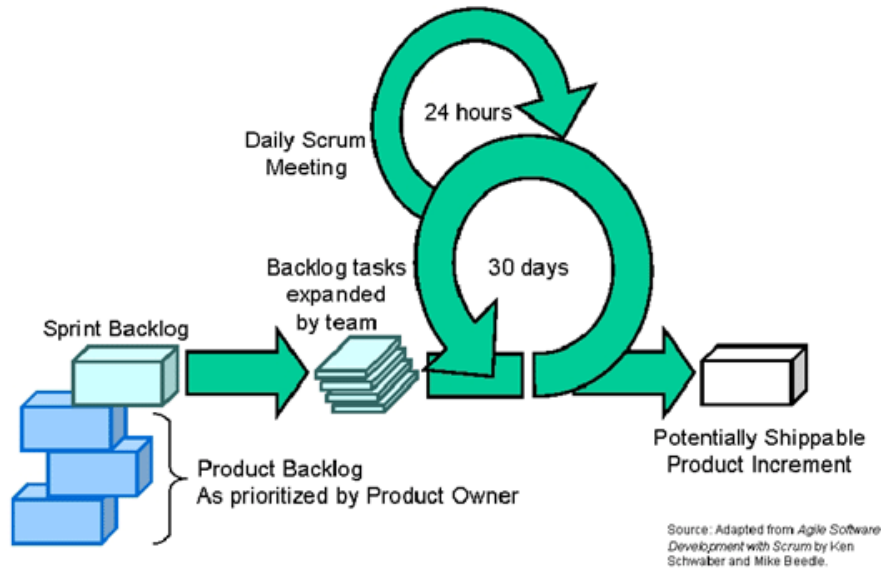 24 hours
Daily Scrum
Meeting
Backlog tasks
expanded
by team
30 days
Sprint Backlog
Potentially Shippable
Product Increment
Product Backlog
As prioritized by Product Owner
Source: Adapted from Agile Software
Development with Scrum by Ken
Schwaber and Mike Beedle.